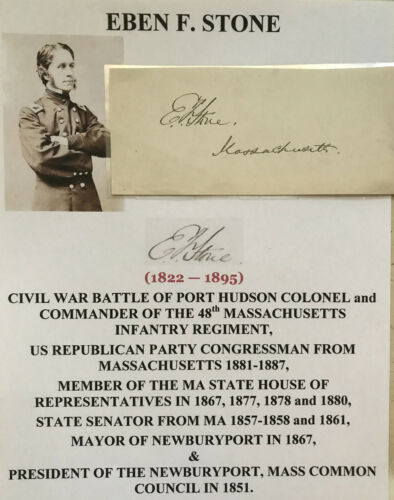 EBEN F. STONE
E.F. Stone.
Massachusetts.
E.F. Stone.
(1822 — 1895)
CIVIL WAR BATTLE OF PORT HUDSON COLONEL and
COMMANDER OF THE 48th MASSACHUSETTS
INFANTRY REGIMENT,
US REPUBLICAN PARTY CONGRESSMAN FROM
MASSACHUSETTS 1881-1887,
MEMBER OF THE MA STATE HOUSE OF
REPRESENTATIVES IN 1867, 1877, 1878 and 1880,
STATE SENATOR FROM MA 1857-1858 and 1861,
MAYOR OF NEWBURYPORT IN 1867,
&
PRESIDENT OF THE NEWBURYPORT, MASS COMMON
COUNCIL IN 1851.